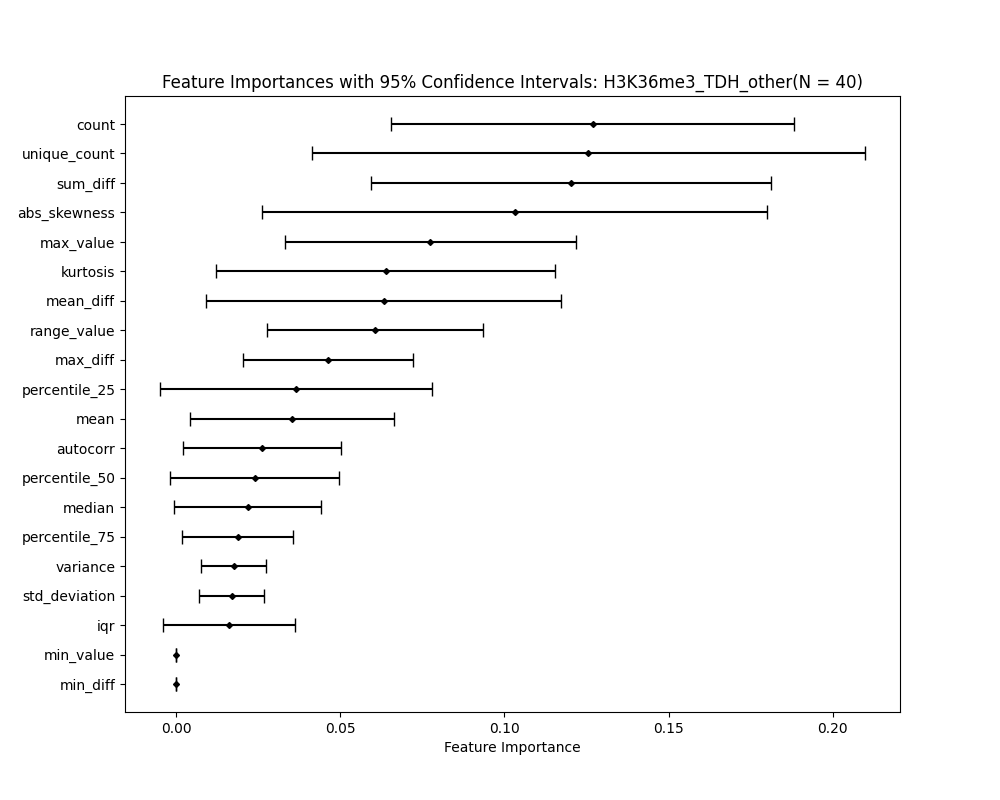 Feature Importances with 95% Confidence Intervals: H3K36me3_TDH_other(N = 40)
count
unique_count
sum_diff
abs_skewness
max_value
kurtosis
mean_diff
range_value
max_diff
percentile_25
mean
autocorr
percentile_50
median
percentile_75
variance
std_deviation
iqr
min_value
min_diff
0.00 0.05 0.10 0.15 0.20
Feature Importance